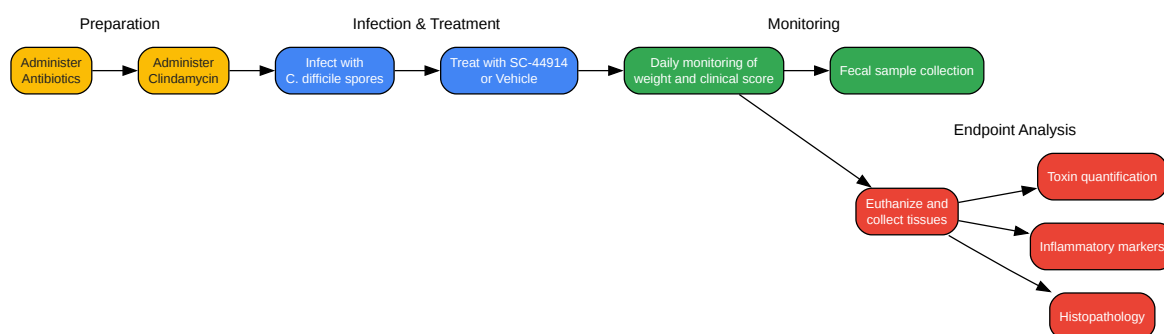 Preparation
Infection & Treatment
Monitoring
Administer
Antibiotics
Administer
Clindamycin
Infect with
C. difficile spores
Treat with SC-44914
or Vehicle
Daily monitoring of
weight and clinical score
Fecal sample collection
Endpoint Analysis
Toxin quantification
Euthanize and
collect tissues
Inflammatory markers
Histopathology